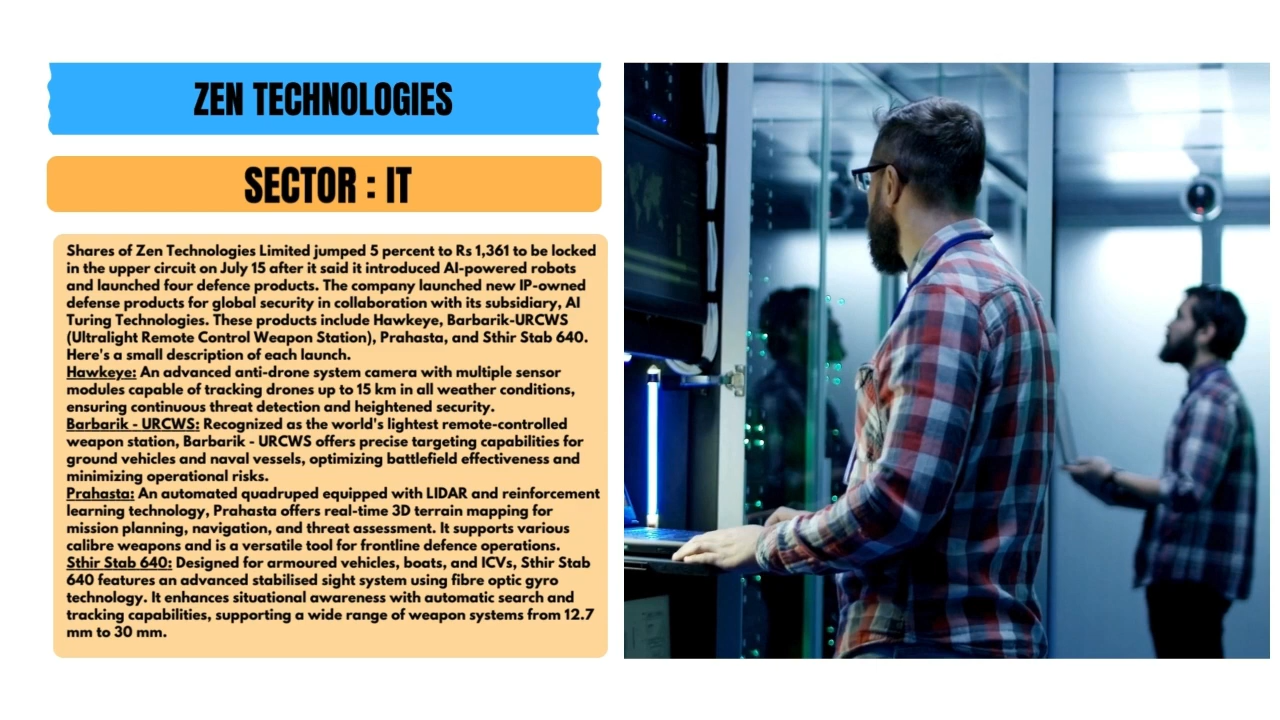 ZEN TECHNOLOGIES
SECTOR : IT
Shares of Zen Technologies Limited jumped 5 percent to Rs 1,361 to be locked
in the upper circuit on July 15 after it said it introduced AI-powered robots
and launched four defence products. The company launched new IP-owned
defense products for global security in collaboration with its subsidiary, AI
Turing Technologies. These products include Hawkeye, Barbarik-URCWS
(Ultralight Remote Control Weapon Station), Prahasta, and Sthir Stab 640.
Here's a small description of each launch.
Hawkeye: An advanced anti-drone system camera with multiple sensor
modules capable of tracking drones up to 15 km in all weather conditions,
ensuring continuous threat detection and heightened security.
Barbarik - URCWS: Recognized as the world's lightest remote-controlled
weapon station, Barbarik - URCWS offers precise targeting capabilities for
ground vehicles and naval vessels, optimizing battlefield effectiveness and
minimizing operational risks.
Prahasta: An automated quadruped equipped with LIDAR and reinforcement
learning technology, Prahasta offers real-time 3D terrain mapping for
mission planning, navigation, and threat assessment. It supports various
calibre weapons and is a versatile tool for frontline defence operations.
Sthir Stab 640: Designed for armoured vehicles, boats, and ICVs, Sthir Stab
640 features an advanced stabilised sight system using fibre optic gyro
technology. It enhances situational awareness with automatic search and
tracking capabilities, supporting a wide range of weapon systems from 12.7
mm to 30 mm.